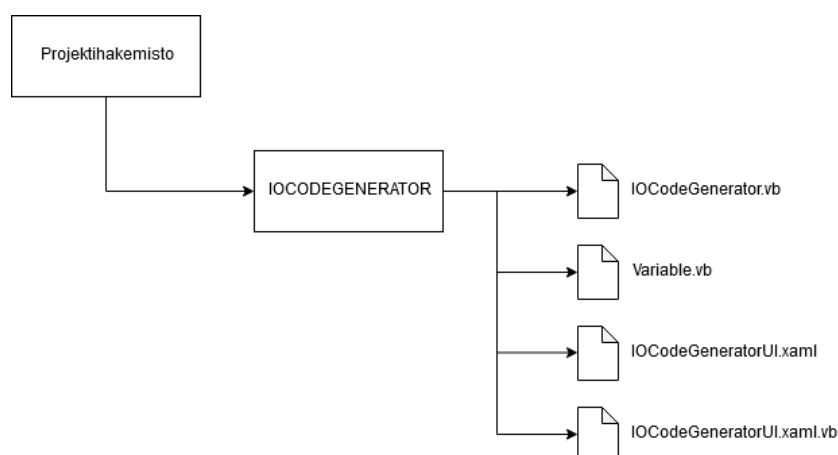 Projektihakemisto
IOCODEGENERATOR
IOCodeGenerator.vb
Variable.vb
IOCodeGeneratorUI.xaml
IOCodeGeneratorUI.xaml.vb